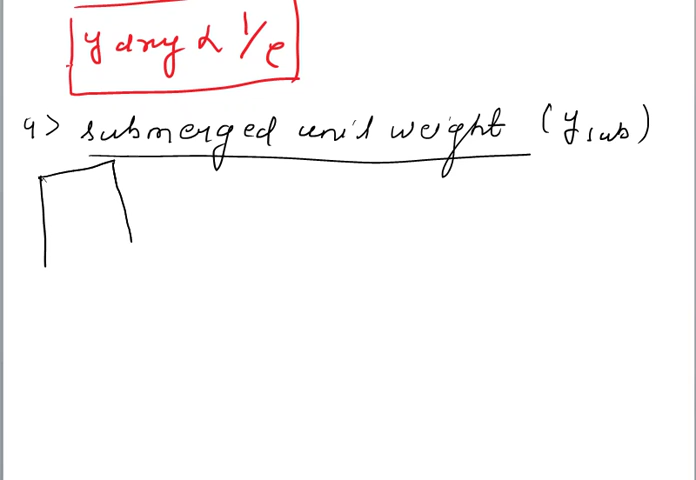 γ dry α 1/e
4> submerged unit weight (γsub)